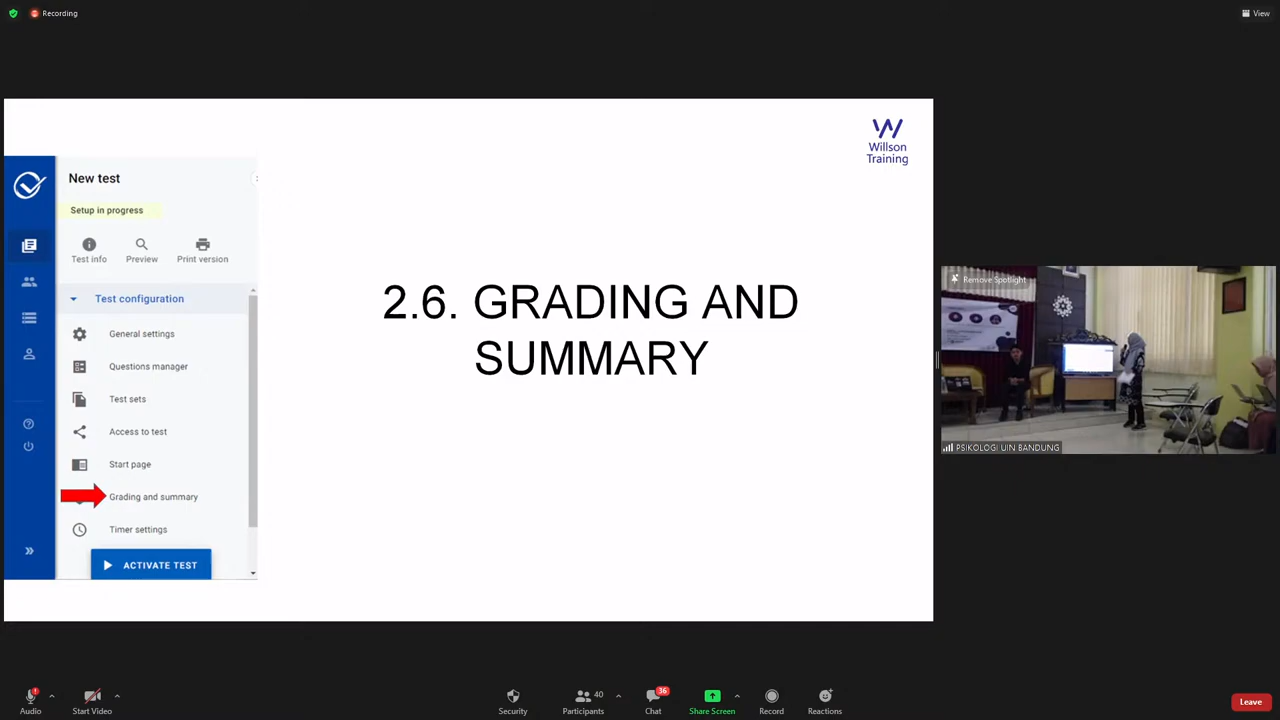 Recording
View
Willson
Training
New test
Setup in progress
Test info
Preview
Print version
Test configuration
General settings
Questions manager
Test sets
Access to test
Start page
Grading and summary
Timer settings
ACTIVATE TEST
2.6. GRADING AND
SUMMARY
Remove Spotlight
PSIKOLOGI UIN BANDUNG
Audio
Start Video
Security
Participants
40
Chat
36
Share Screen
Record
Reactions
Leave